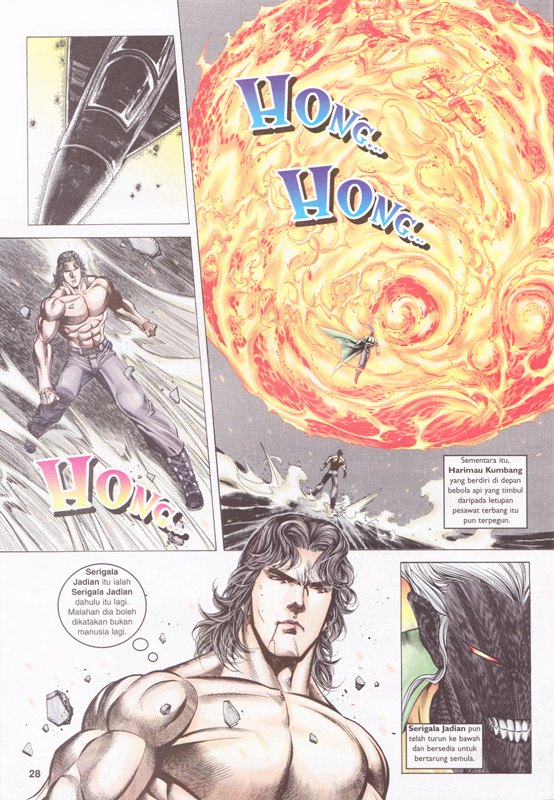 HONG...
HONG...
HONG...
Sementara itu,
Harimau Kumbang
yang berdiri di depan
bebola api yang timbul
daripada letupan
pesawat terbang itu
pun terpegun.
Serigala
Jadian itu ialah
Serigala Jadian
dahulu itu lagi.
Malahan dia boleh
dikatakan bukan
manusia lagi.
Serigala Jadian pun
telah turun ke bawah
dan bersedia untuk
bertarung semula.
28